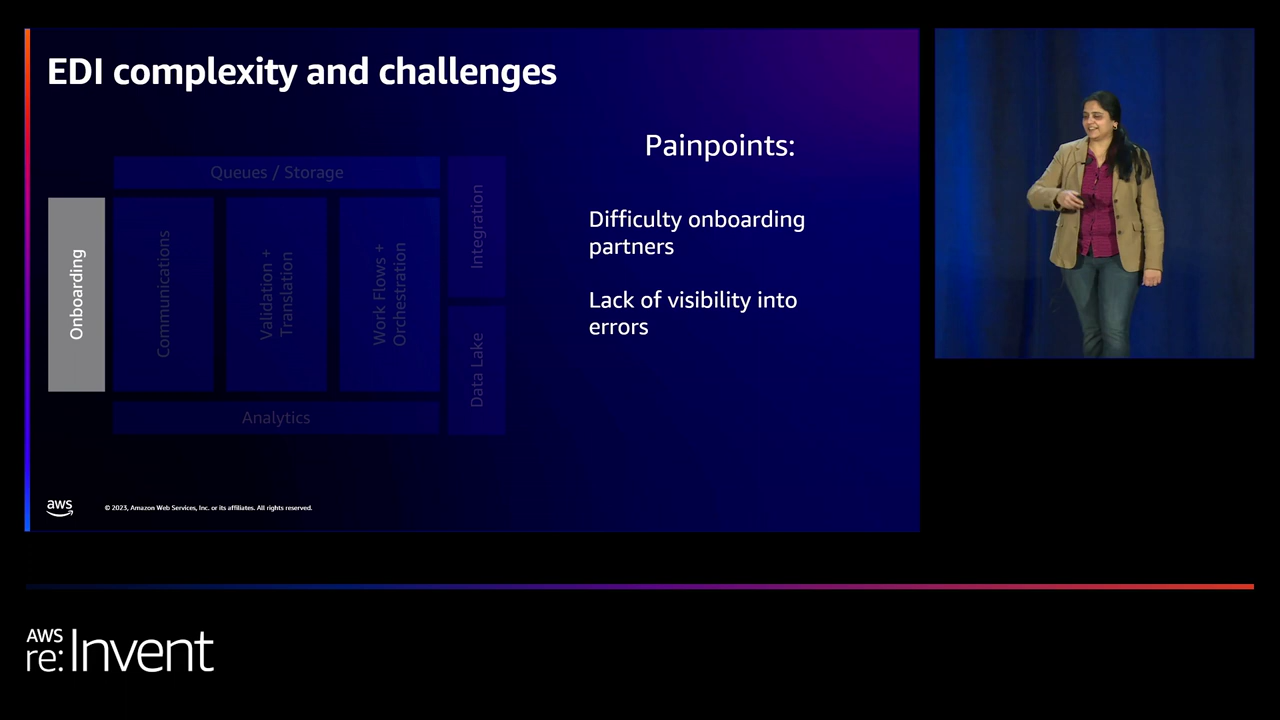 EDI complexity and challenges
Painpoints:
Queues / Storage
Onboarding
Communications
Validation +
Translation
Work Flows +
Orchestration
Integration
Data Lake
Analytics
Difficulty onboarding
partners
Lack of visibility into
errors
aws
© 2023, Amazon Web Services, Inc. or its affiliates. All rights reserved.
AWS
re:Invent